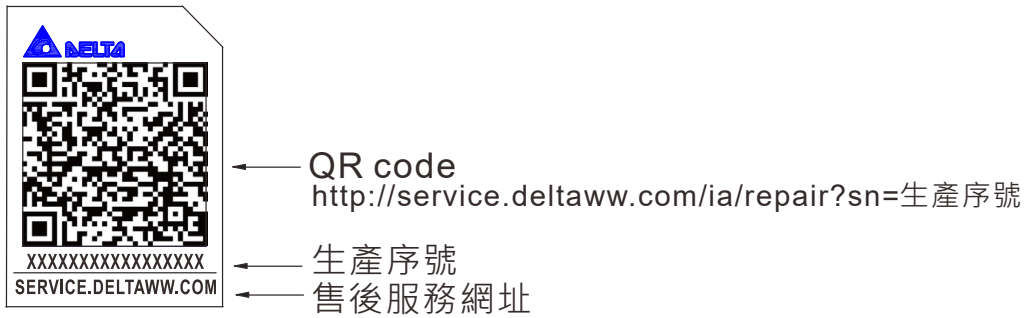 DELTA
QR code
http://service.deltaww.com/ia/repair?sn=生產序號
XXXXXXXXXXXXXXXXX
生產序號
SERVICE.DELTAWW.COM
售後服務網址